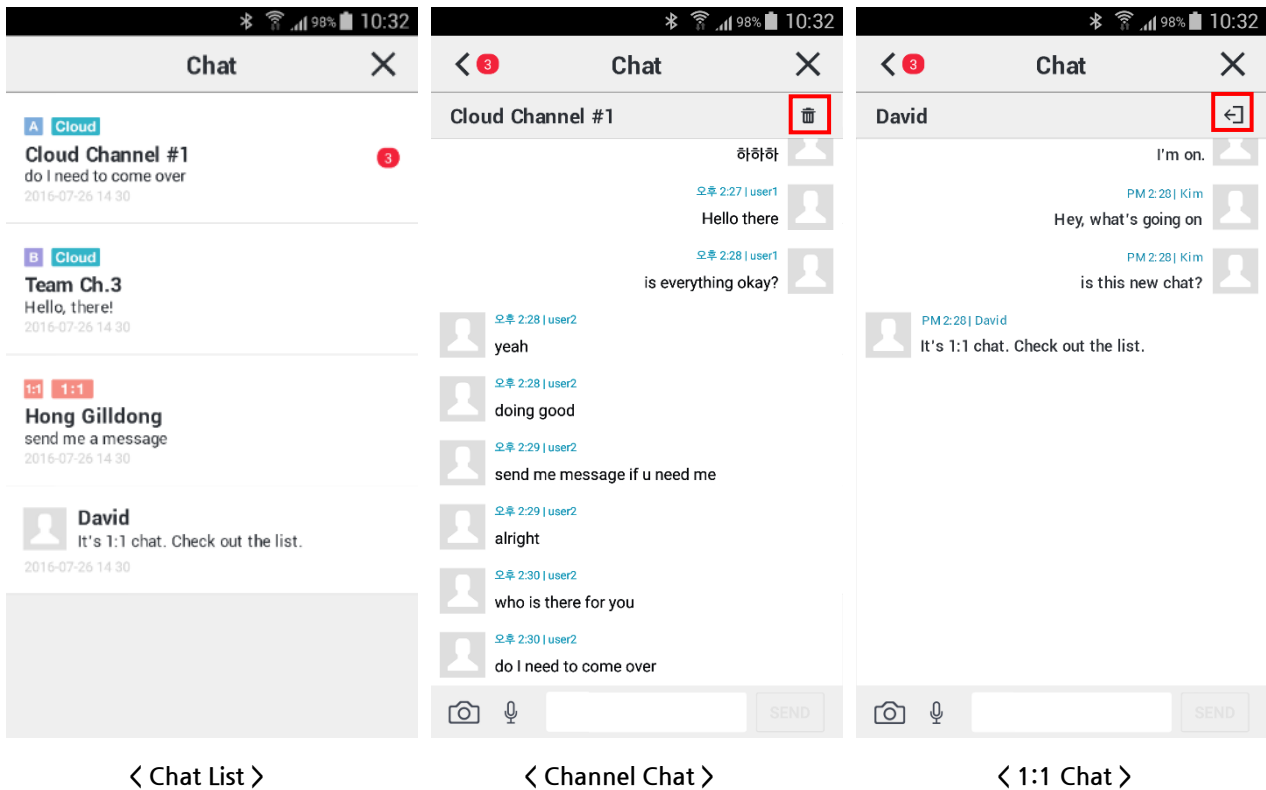 98% 10:32
Chat
A Cloud
Cloud Channel #1
3
do I need to come over
2016-07-26 14 30
B Cloud
Team Ch.3
Hello, there!
2016-07-26 14 30
1:1 1:1
Hong Gilldong
send me a message
2016-07-26 14 30
David
It's 1:1 chat. Check out the list.
2016-07-26 14 30
< Chat List >
98% 10:32
3 Chat
Cloud Channel #1
하하하
오후 2:27 | user1
Hello there
오후 2:28 | user1
is everything okay?
오후 2:28 | user2
yeah
오후 2:28 | user2
doing good
오후 2:29 | user2
send me message if u need me
오후 2:29 | user2
alright
오후 2:30 | user2
who is there for you
오후 2:30 | user2
do I need to come over
SEND
< Channel Chat >
98% 10:32
3 Chat
David
I'm on.
PM 2:28| Kim
Hey, what's going on
PM 2:28| Kim
is this new chat?
PM 2:28| David
It's 1:1 chat. Check out the list.
SEND
< 1:1 Chat >